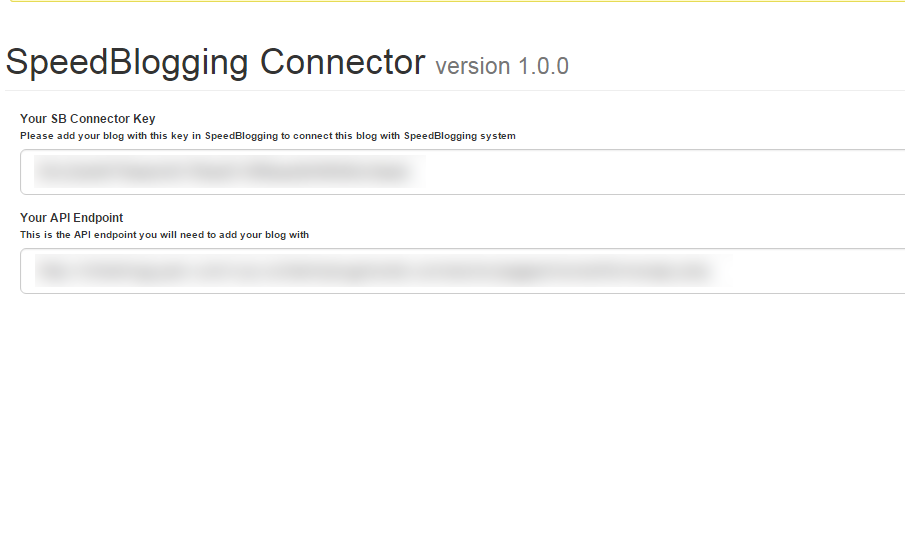 SpeedBlogging Connector version 1.0.0
Your SB Connector Key
Please add your blog with this key in SpeedBlogging to connect this blog with SpeedBlogging system
Your API Endpoint
This is the API endpoint you will need to add your blog with